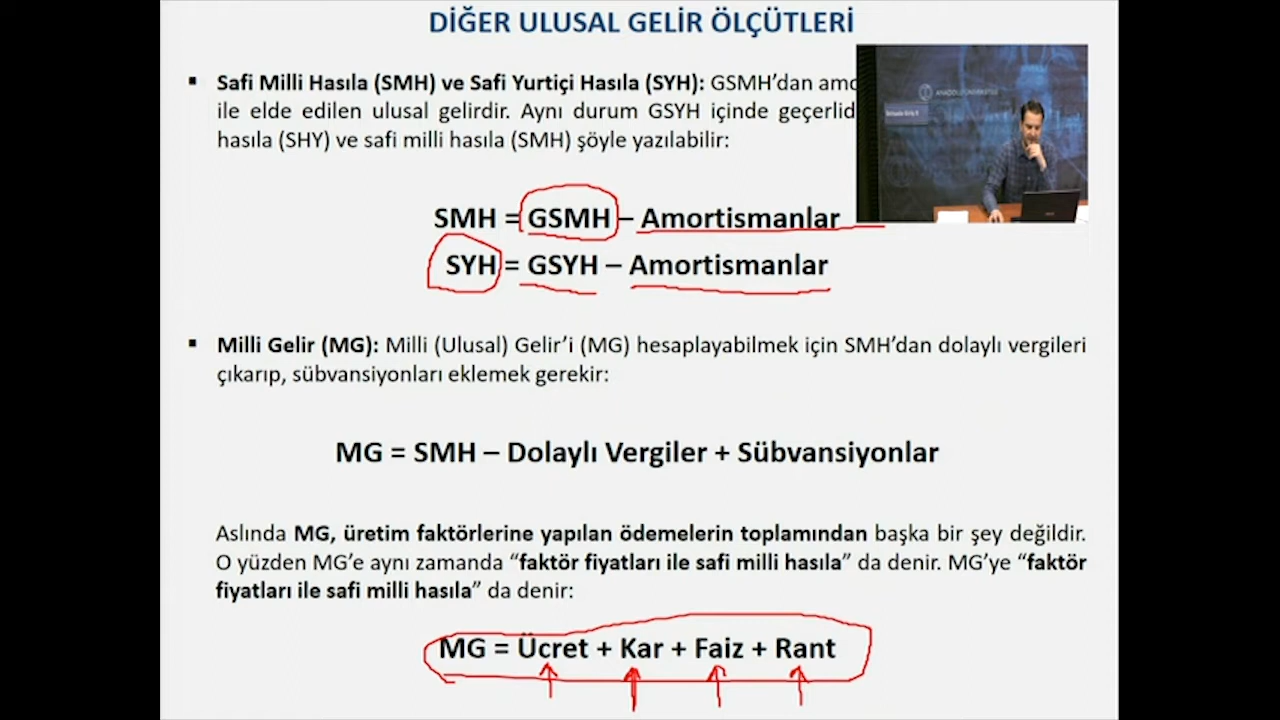 DİĞER ULUSAL GELİR ÖLÇÜTLERİ
▪ Safi Milli Hasıla (SMH) ve Safi Yurtiçi Hasıla (SYH): GSMH’dan
ile elde edilen ulusal gelirdir. Aynı durum GSYH içinde
hasıla (SHY) ve safi milli hasıla (SMH) şöyle yazılabilir:
ANADOLU ÜNİVERSİTESİ
SMH = GSMH – Amortismanlar
SYH = GSYH – Amortismanlar
▪ Milli Gelir (MG): Milli (Ulusal) Gelir’i (MG) hesaplayabilmek için SMH’dan dolaylı vergileri
çıkarıp, sübvansiyonları eklemek gerekir:
MG = SMH – Dolaylı Vergiler + Sübvansiyonlar
Aslında MG, üretim faktörlerine yapılan ödemelerin toplamından başka bir şey değildir.
O yüzden MG’e aynı zamanda “faktör fiyatları ile safi milli hasıla” da denir. MG’ye “faktör
fiyatları ile safi milli hasıla” da denir:
MG = Ücret + Kar + Faiz + Rant